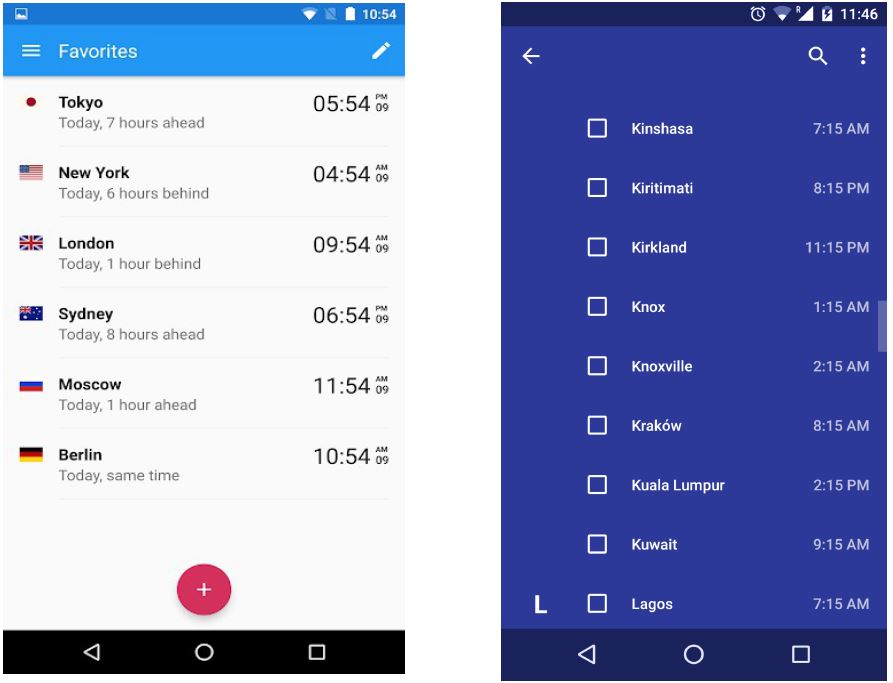 10:54
Favorites
Tokyo
05:54 PM 09
Today, 7 hours ahead
New York
04:54 AM 09
Today, 6 hours behind
London
09:54 AM 09
Today, 1 hour behind
Sydney
06:54 PM 09
Today, 8 hours ahead
Moscow
11:54 AM 09
Today, 1 hour ahead
Berlin
10:54 AM 09
Today, same time
R
11:46
Kinshasa 7:15 AM
Kiritimati 8:15 PM
Kirkland 11:15 PM
Knox 1:15 AM
Knoxville 2:15 AM
Kraków 8:15 AM
Kuala Lumpur 2:15 PM
Kuwait 9:15 AM
L Lagos 7:15 AM